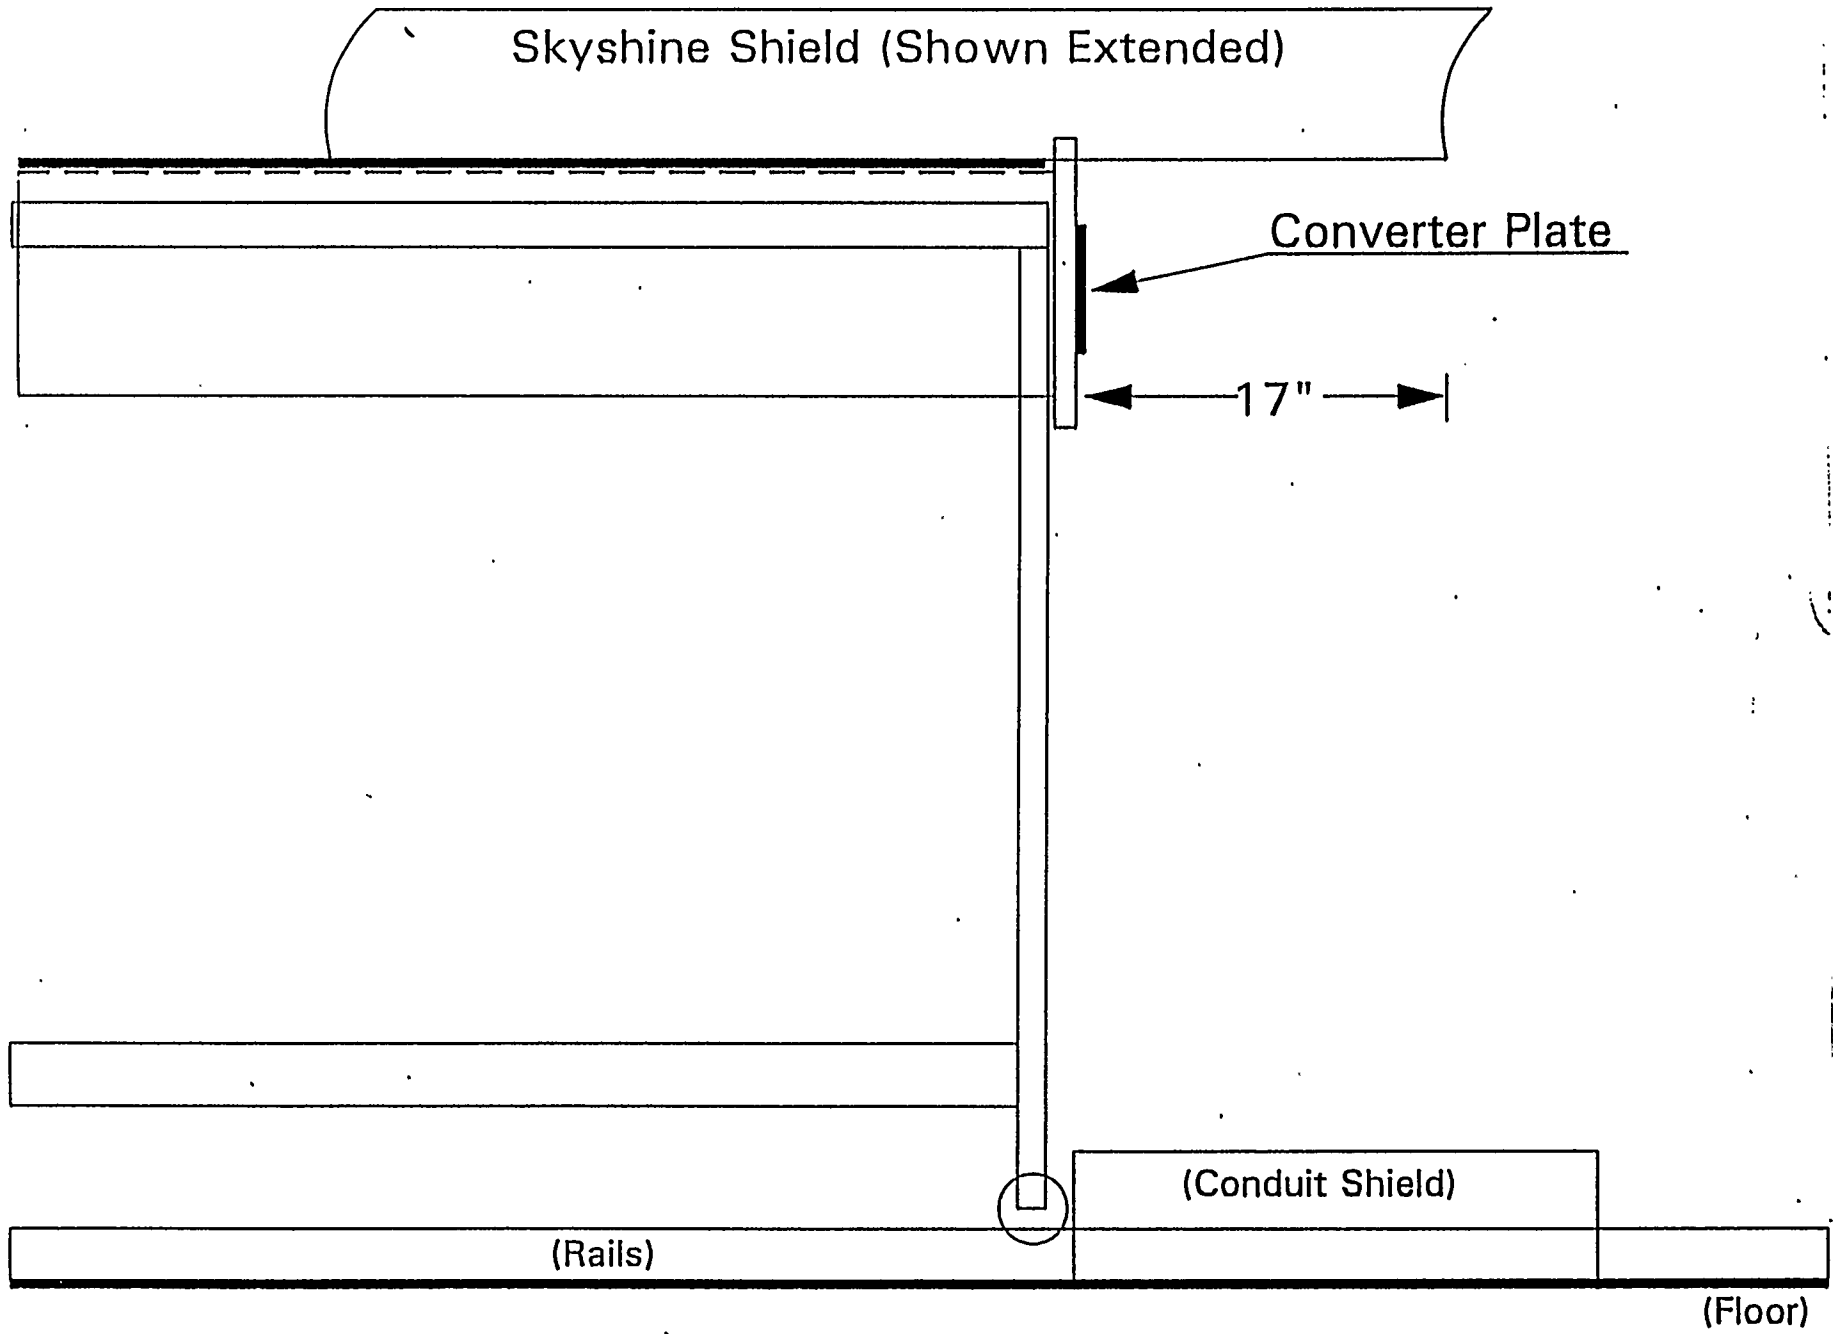 Skyshine Shield (Shown Extended)
Converter Plate
17"
(Conduit Shield)
(Rails)
(Floor)